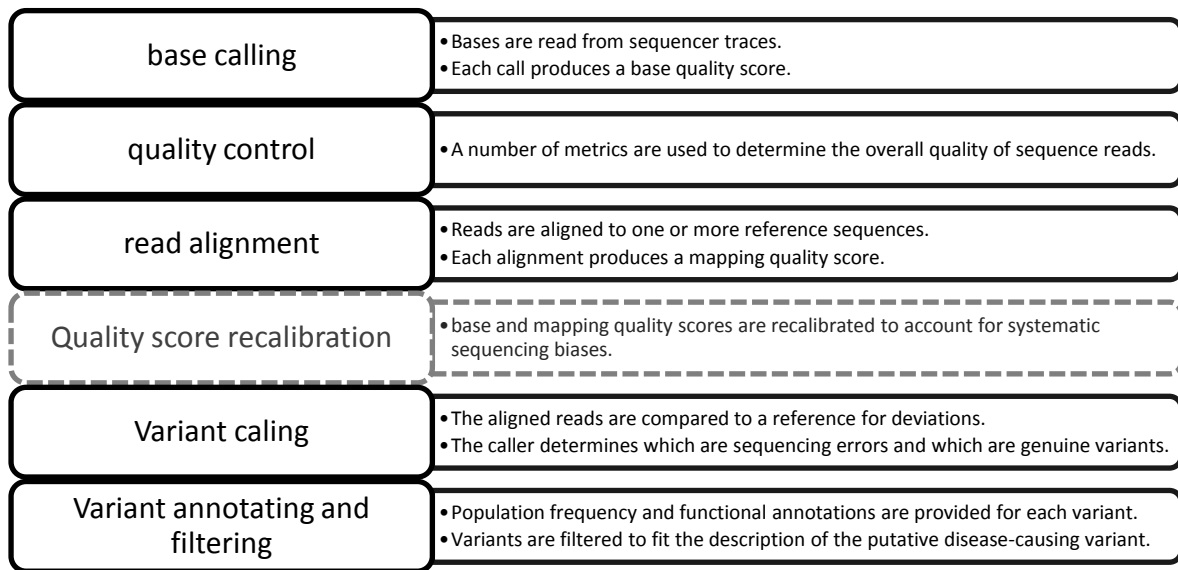 base calling
•Bases are read from sequencer traces.
•Each call produces a base quality score.
quality control
•A number of metrics are used to determine the overall quality of sequence reads.
read alignment
•Reads are aligned to one or more reference sequences.
•Each alignment produces a mapping quality score.
Quality score recalibration
•base and mapping quality scores are recalibrated to account for systematic
sequencing biases.
Variant caling
•The aligned reads are compared to a reference for deviations.
•The caller determines which are sequencing errors and which are genuine variants.
Variant annotating and
filtering
•Population frequency and functional annotations are provided for each variant.
•Variants are filtered to fit the description of the putative disease-causing variant.